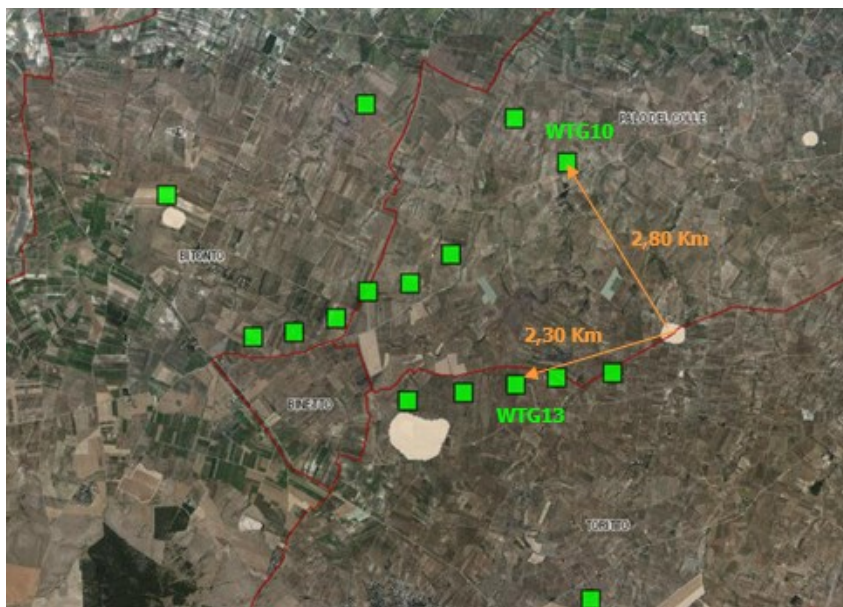 PALO DEL COLLE
WTG10
BITONTO
2,80 Km
2,30 Km
BINETTO
WTG13
TORITTO